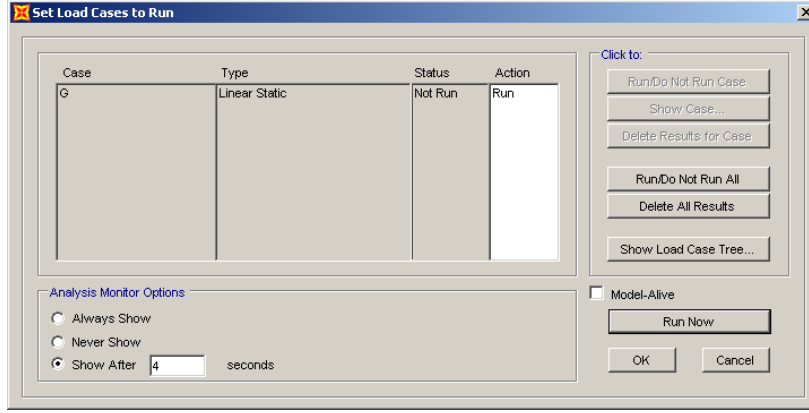 Set Load Cases to Run
Case Type Status Action
G Linear Static Not Run Run
Click to:
Run/Do Not Run Case
Show Case...
Delete Results for Case
Run/Do Not Run All
Delete All Results
Show Load Case Tree...
Analysis Monitor Options
Always Show
Never Show
Show After 4 seconds
Model-Alive
Run Now
OK Cancel